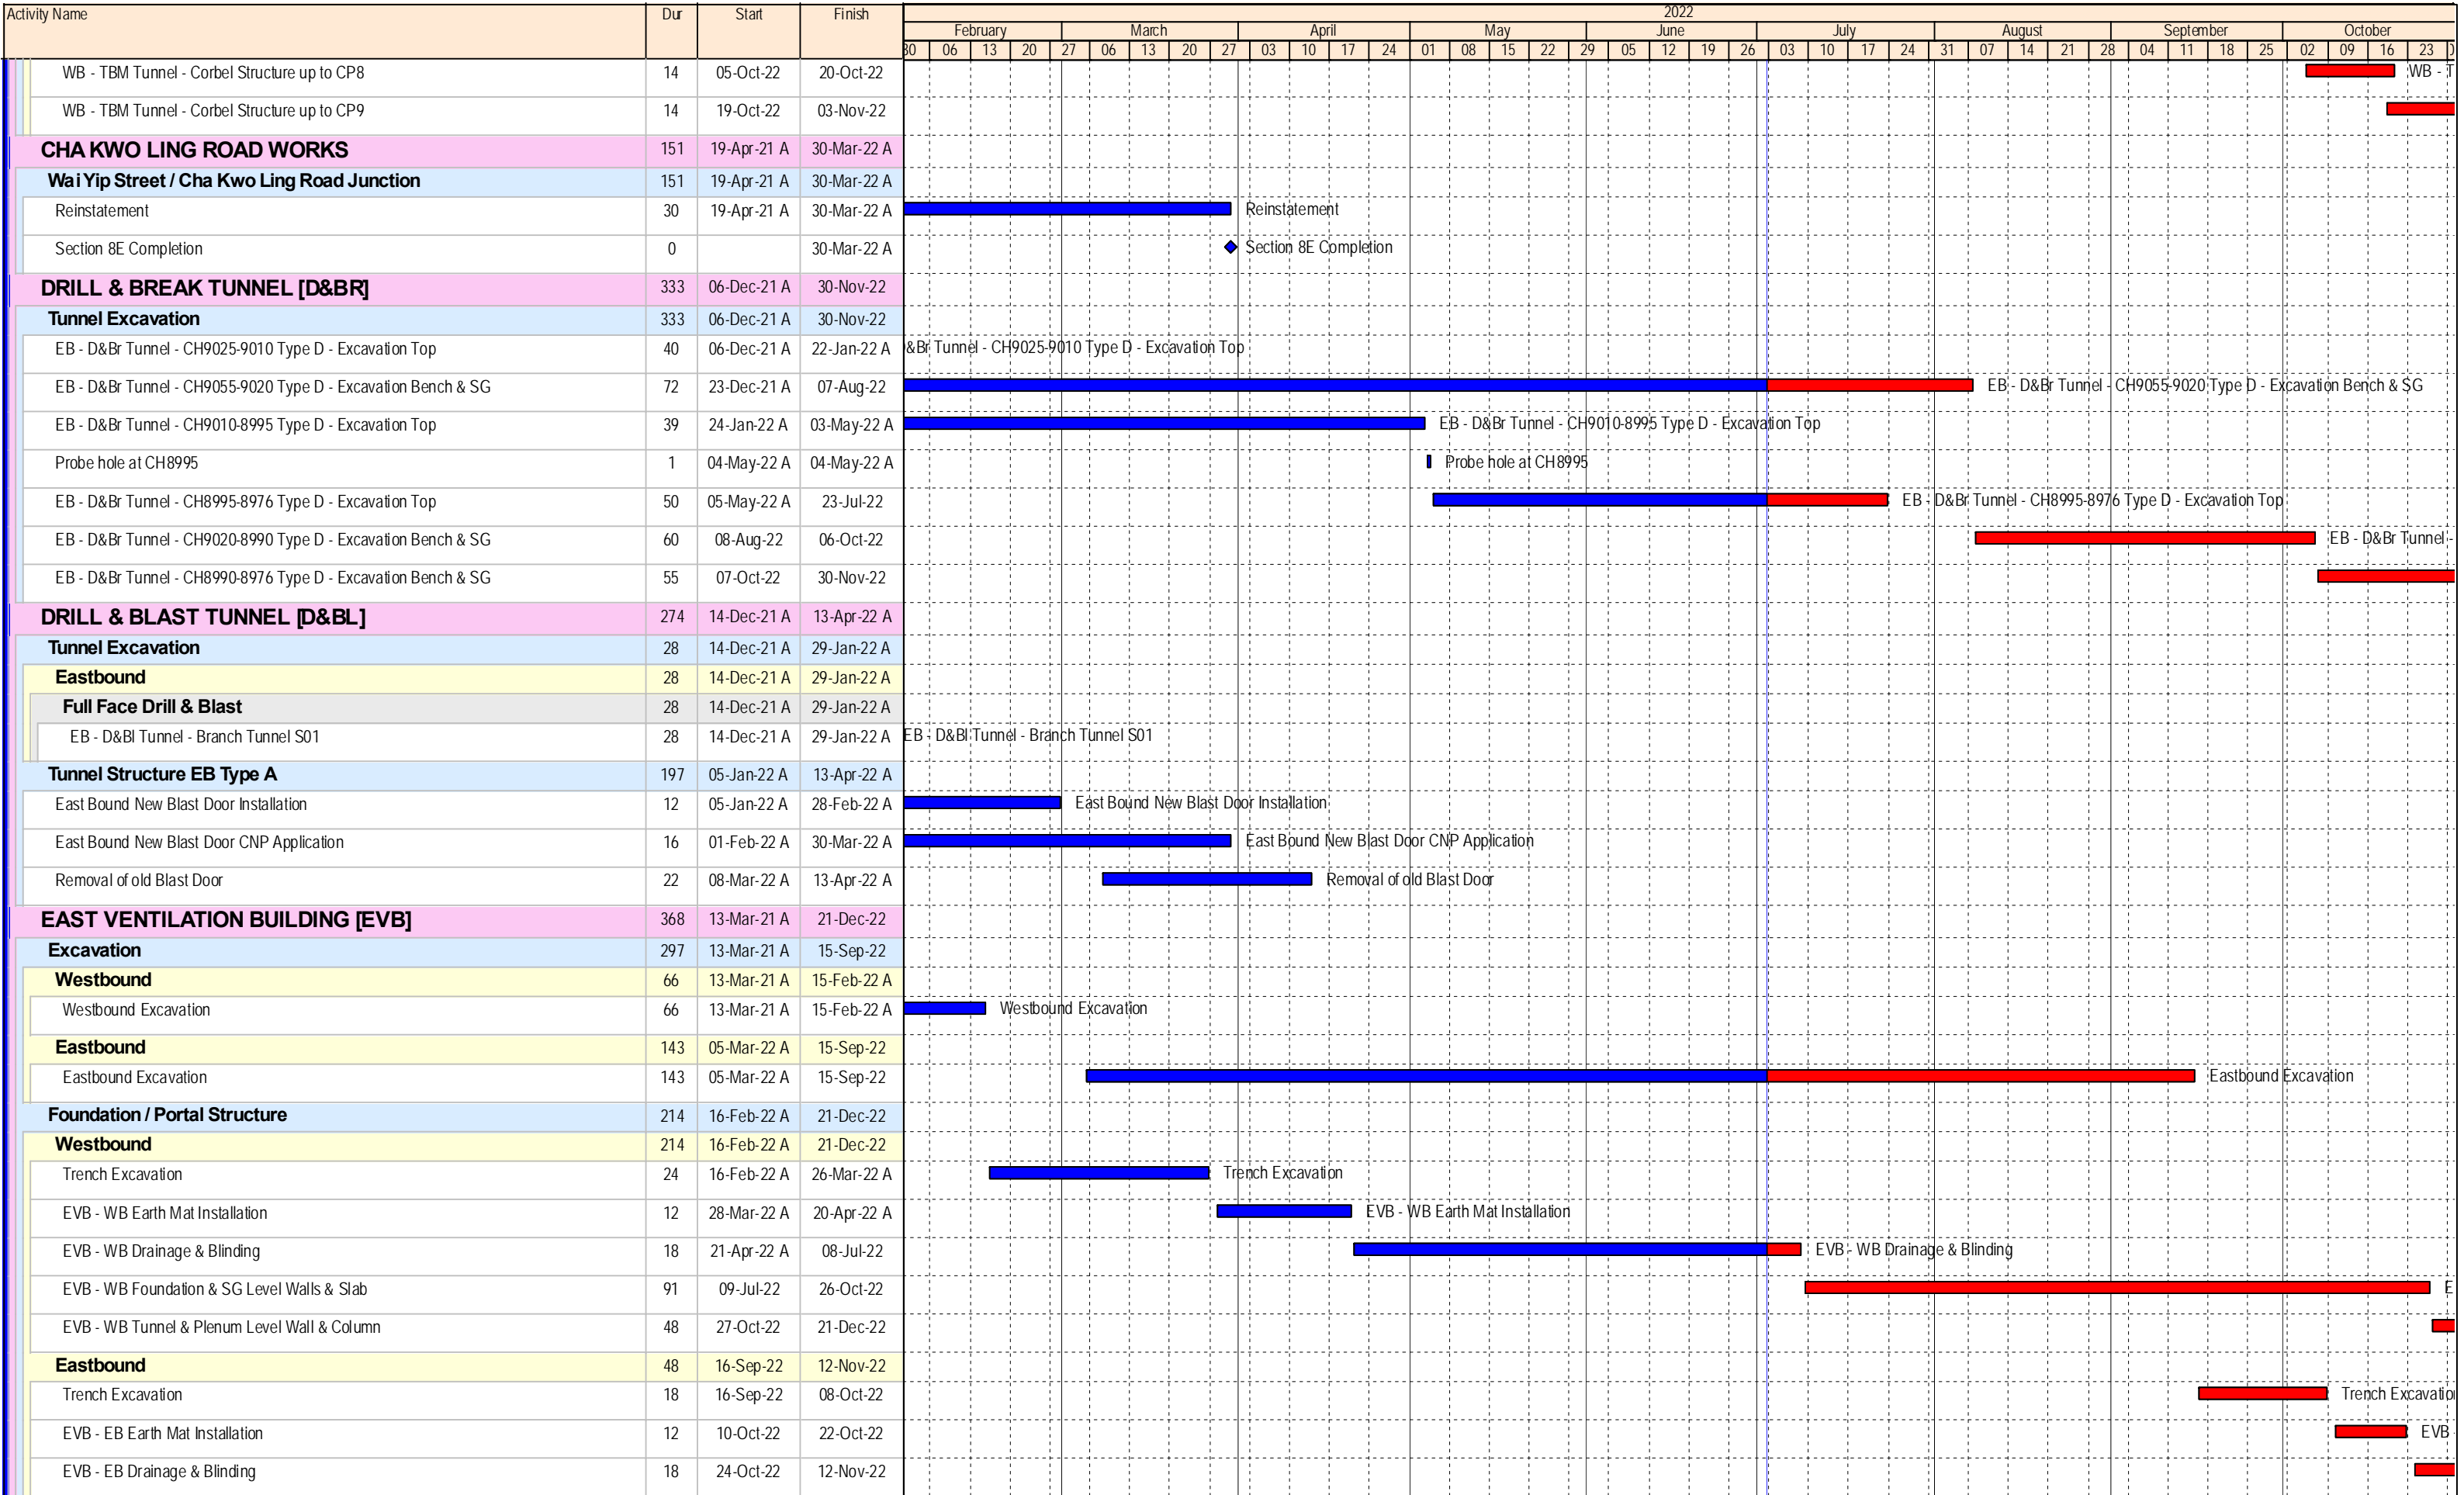 Activity Name Dur Start Finish 2022
February March April May June July August September October
30 06 13 20 27 06 13 20 27 03 10 17 24 01 08 15 22 29 05 12 19 26 03 10 17 24 31 07 14 21 28 04 11 18 25 02 09 16 23
WB - TBM Tunnel - Corbel Structure up to CP8 14 05-Oct-22 20-Oct-22 WB - T
WB - TBM Tunnel - Corbel Structure up to CP9 14 19-Oct-22 03-Nov-22
CHA KWO LING ROAD WORKS 151 19-Apr-21 A 30-Mar-22 A
Wai Yip Street / Cha Kwo Ling Road Junction 151 19-Apr-21 A 30-Mar-22 A
Reinstatement 30 19-Apr-21 A 30-Mar-22 A Reinstatement
Section 8E Completion 0 30-Mar-22 A Section 8E Completion
DRILL & BREAK TUNNEL [D&BR] 333 06-Dec-21 A 30-Nov-22
Tunnel Excavation 333 06-Dec-21 A 30-Nov-22
EB - D&Br Tunnel - CH9025-9010 Type D - Excavation Top 40 06-Dec-21 A 22-Jan-22 A &Br Tunnel - CH9025-9010 Type D - Excavation Top
EB - D&Br Tunnel - CH9055-9020 Type D - Excavation Bench & SG 72 23-Dec-21 A 07-Aug-22 EB - D&Br Tunnel - CH9055-9020 Type D - Excavation Bench & SG
EB - D&Br Tunnel - CH9010-8995 Type D - Excavation Top 39 24-Jan-22 A 03-May-22 A EB - D&Br Tunnel - CH9010-8995 Type D - Excavation Top
Probe hole at CH8995 1 04-May-22 A 04-May-22 A Probe hole at CH8995
EB - D&Br Tunnel - CH8995-8976 Type D - Excavation Top 50 05-May-22 A 23-Jul-22 EB - D&Br Tunnel - CH8995-8976 Type D - Excavation Top
EB - D&Br Tunnel - CH9020-8990 Type D - Excavation Bench & SG 60 08-Aug-22 06-Oct-22 EB - D&Br Tunnel -
EB - D&Br Tunnel - CH8990-8976 Type D - Excavation Bench & SG 55 07-Oct-22 30-Nov-22
DRILL & BLAST TUNNEL [D&BL] 274 14-Dec-21 A 13-Apr-22 A
Tunnel Excavation 28 14-Dec-21 A 29-Jan-22 A
Eastbound 28 14-Dec-21 A 29-Jan-22 A
Full Face Drill & Blast 28 14-Dec-21 A 29-Jan-22 A
EB - D&Bl Tunnel - Branch Tunnel S01 28 14-Dec-21 A 29-Jan-22 A EB - D&Bl Tunnel - Branch Tunnel S01
Tunnel Structure EB Type A 197 05-Jan-22 A 13-Apr-22 A
East Bound New Blast Door Installation 12 05-Jan-22 A 28-Feb-22 A East Bound New Blast Door Installation
East Bound New Blast Door CNP Application 16 01-Feb-22 A 30-Mar-22 A East Bound New Blast Door CNP Application
Removal of old Blast Door 22 08-Mar-22 A 13-Apr-22 A Removal of old Blast Door
EAST VENTILATION BUILDING [EVB] 368 13-Mar-21 A 21-Dec-22
Excavation 297 13-Mar-21 A 15-Sep-22
Westbound 66 13-Mar-21 A 15-Feb-22 A
Westbound Excavation 66 13-Mar-21 A 15-Feb-22 A Westbound Excavation
Eastbound 143 05-Mar-22 A 15-Sep-22
Eastbound Excavation 143 05-Mar-22 A 15-Sep-22 Eastbound Excavation
Foundation / Portal Structure 214 16-Feb-22 A 21-Dec-22
Westbound 214 16-Feb-22 A 21-Dec-22
Trench Excavation 24 16-Feb-22 A 26-Mar-22 A Trench Excavation
EVB - WB Earth Mat Installation 12 28-Mar-22 A 20-Apr-22 A EVB - WB Earth Mat Installation
EVB - WB Drainage & Blinding 18 21-Apr-22 A 08-Jul-22 EVB - WB Drainage & Blinding
EVB - WB Foundation & SG Level Walls & Slab 91 09-Jul-22 26-Oct-22 E
EVB - WB Tunnel & Plenum Level Wall & Column 48 27-Oct-22 21-Dec-22
Eastbound 48 16-Sep-22 12-Nov-22
Trench Excavation 18 16-Sep-22 08-Oct-22 Trench Excavatio
EVB - EB Earth Mat Installation 12 10-Oct-22 22-Oct-22 EVB
EVB - EB Drainage & Blinding 18 24-Oct-22 12-Nov-22